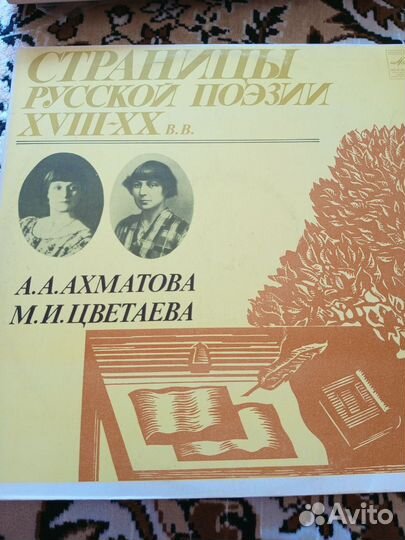 СТРАНИЦЫ
РУССКОЙ ПОЭЗИИ
XVIII-XX В.В.
А.А.АХМАТОВА
М.И.ЦВЕТАЕВА
Avito